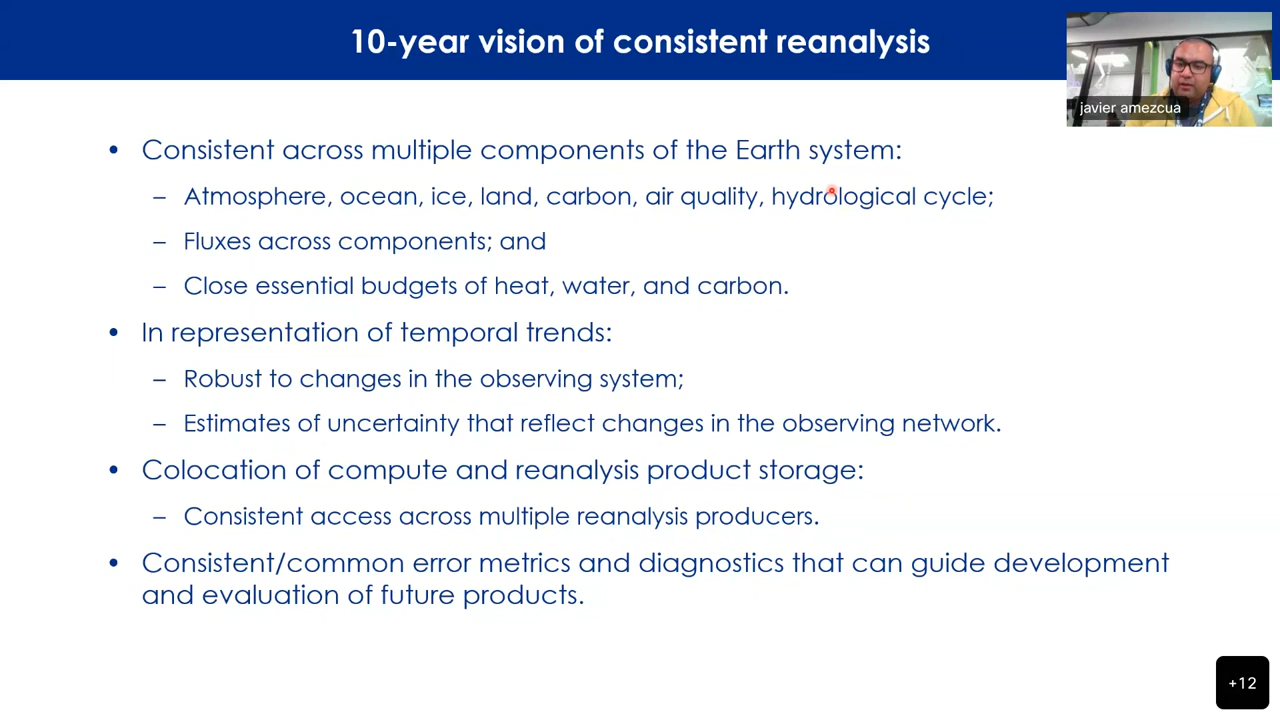 10-year vision of consistent reanalysis
javier amezcua
• Consistent across multiple components of the Earth system:
– Atmosphere, ocean, ice, land, carbon, air quality, hydrological cycle;
– Fluxes across components; and
– Close essential budgets of heat, water, and carbon.
• In representation of temporal trends:
– Robust to changes in the observing system;
– Estimates of uncertainty that reflect changes in the observing network.
• Colocation of compute and reanalysis product storage:
– Consistent access across multiple reanalysis producers.
• Consistent/common error metrics and diagnostics that can guide development
and evaluation of future products.
+12